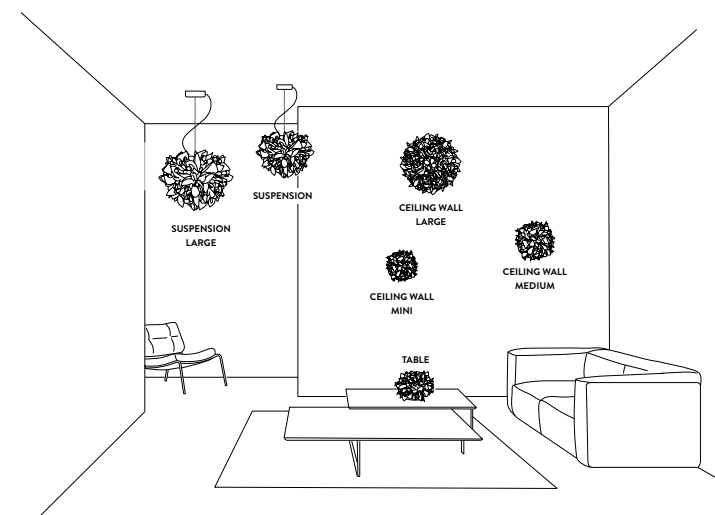 SUSPENSION
LARGE
SUSPENSION
CEILING WALL
LARGE
CEILING WALL
MEDIUM
CEILING WALL
MINI
TABLE